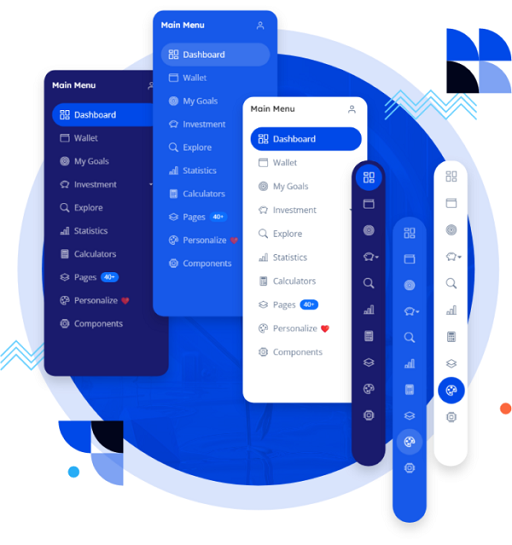 Main Menu
Dashboard
Wallet
My Goals
Investment
Explore
Statistics
Calculators
Pages 40+
Personalize
Components
Main Menu
Dashboard
Wallet
My Goals
Investment
Explore
Statistics
Calculators
Pages 40+
Personalize
Components
Main Menu
Dashboard
Wallet
My Goals
Investment
Explore
Statistics
Calculators
Pages 40+
Personalize
Components